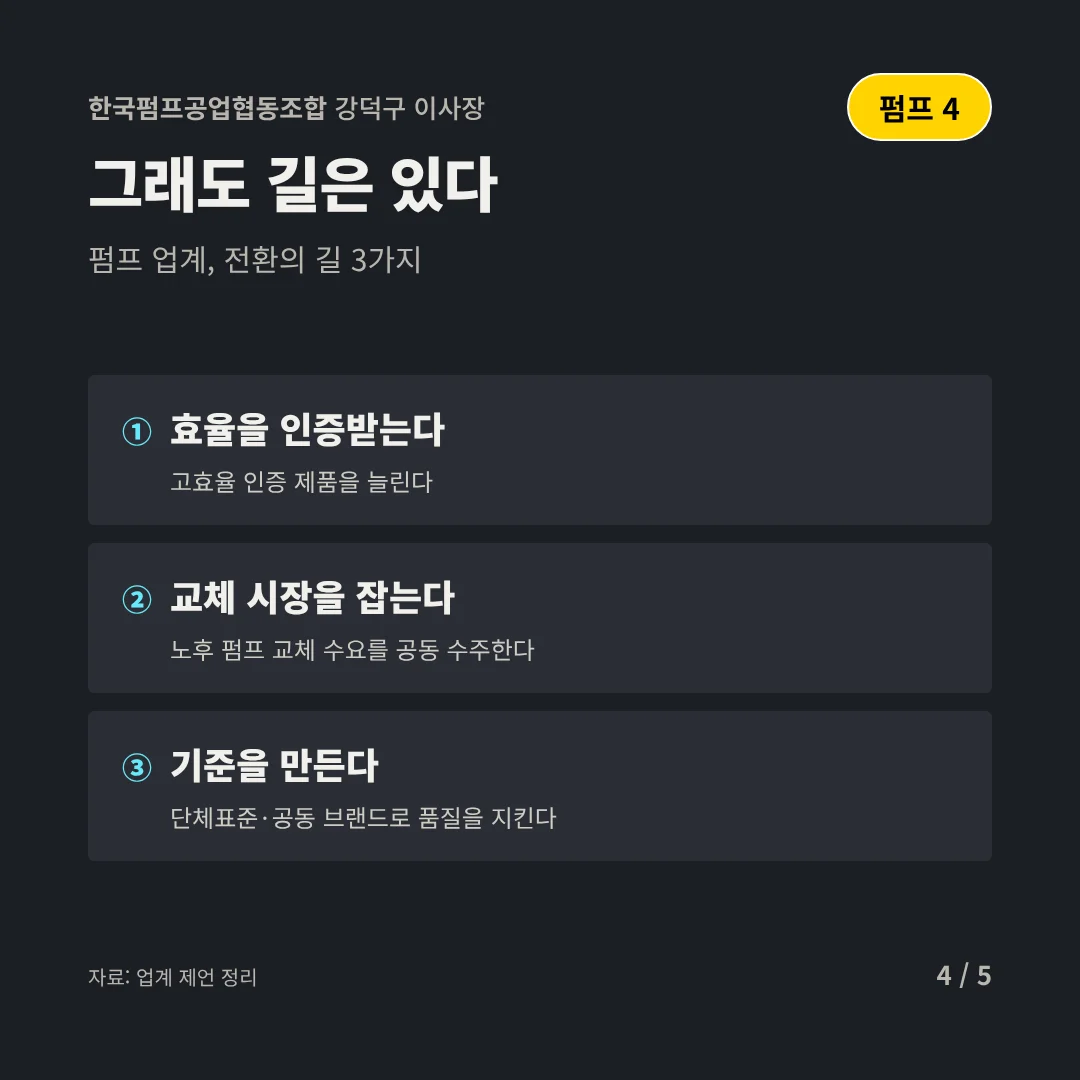 한국펌프공업협동조합 강덕구 이사장
펌프 4
그래도 길은 있다
펌프 업계, 전환의 길 3가지
① 효율을 인증받는다
고효율 인증 제품을 늘린다
② 교체 시장을 잡는다
노후 펌프 교체 수요를 공동 수주한다
③ 기준을 만든다
단체표준·공동 브랜드로 품질을 지킨다
자료: 업계 제언 정리
4 / 5